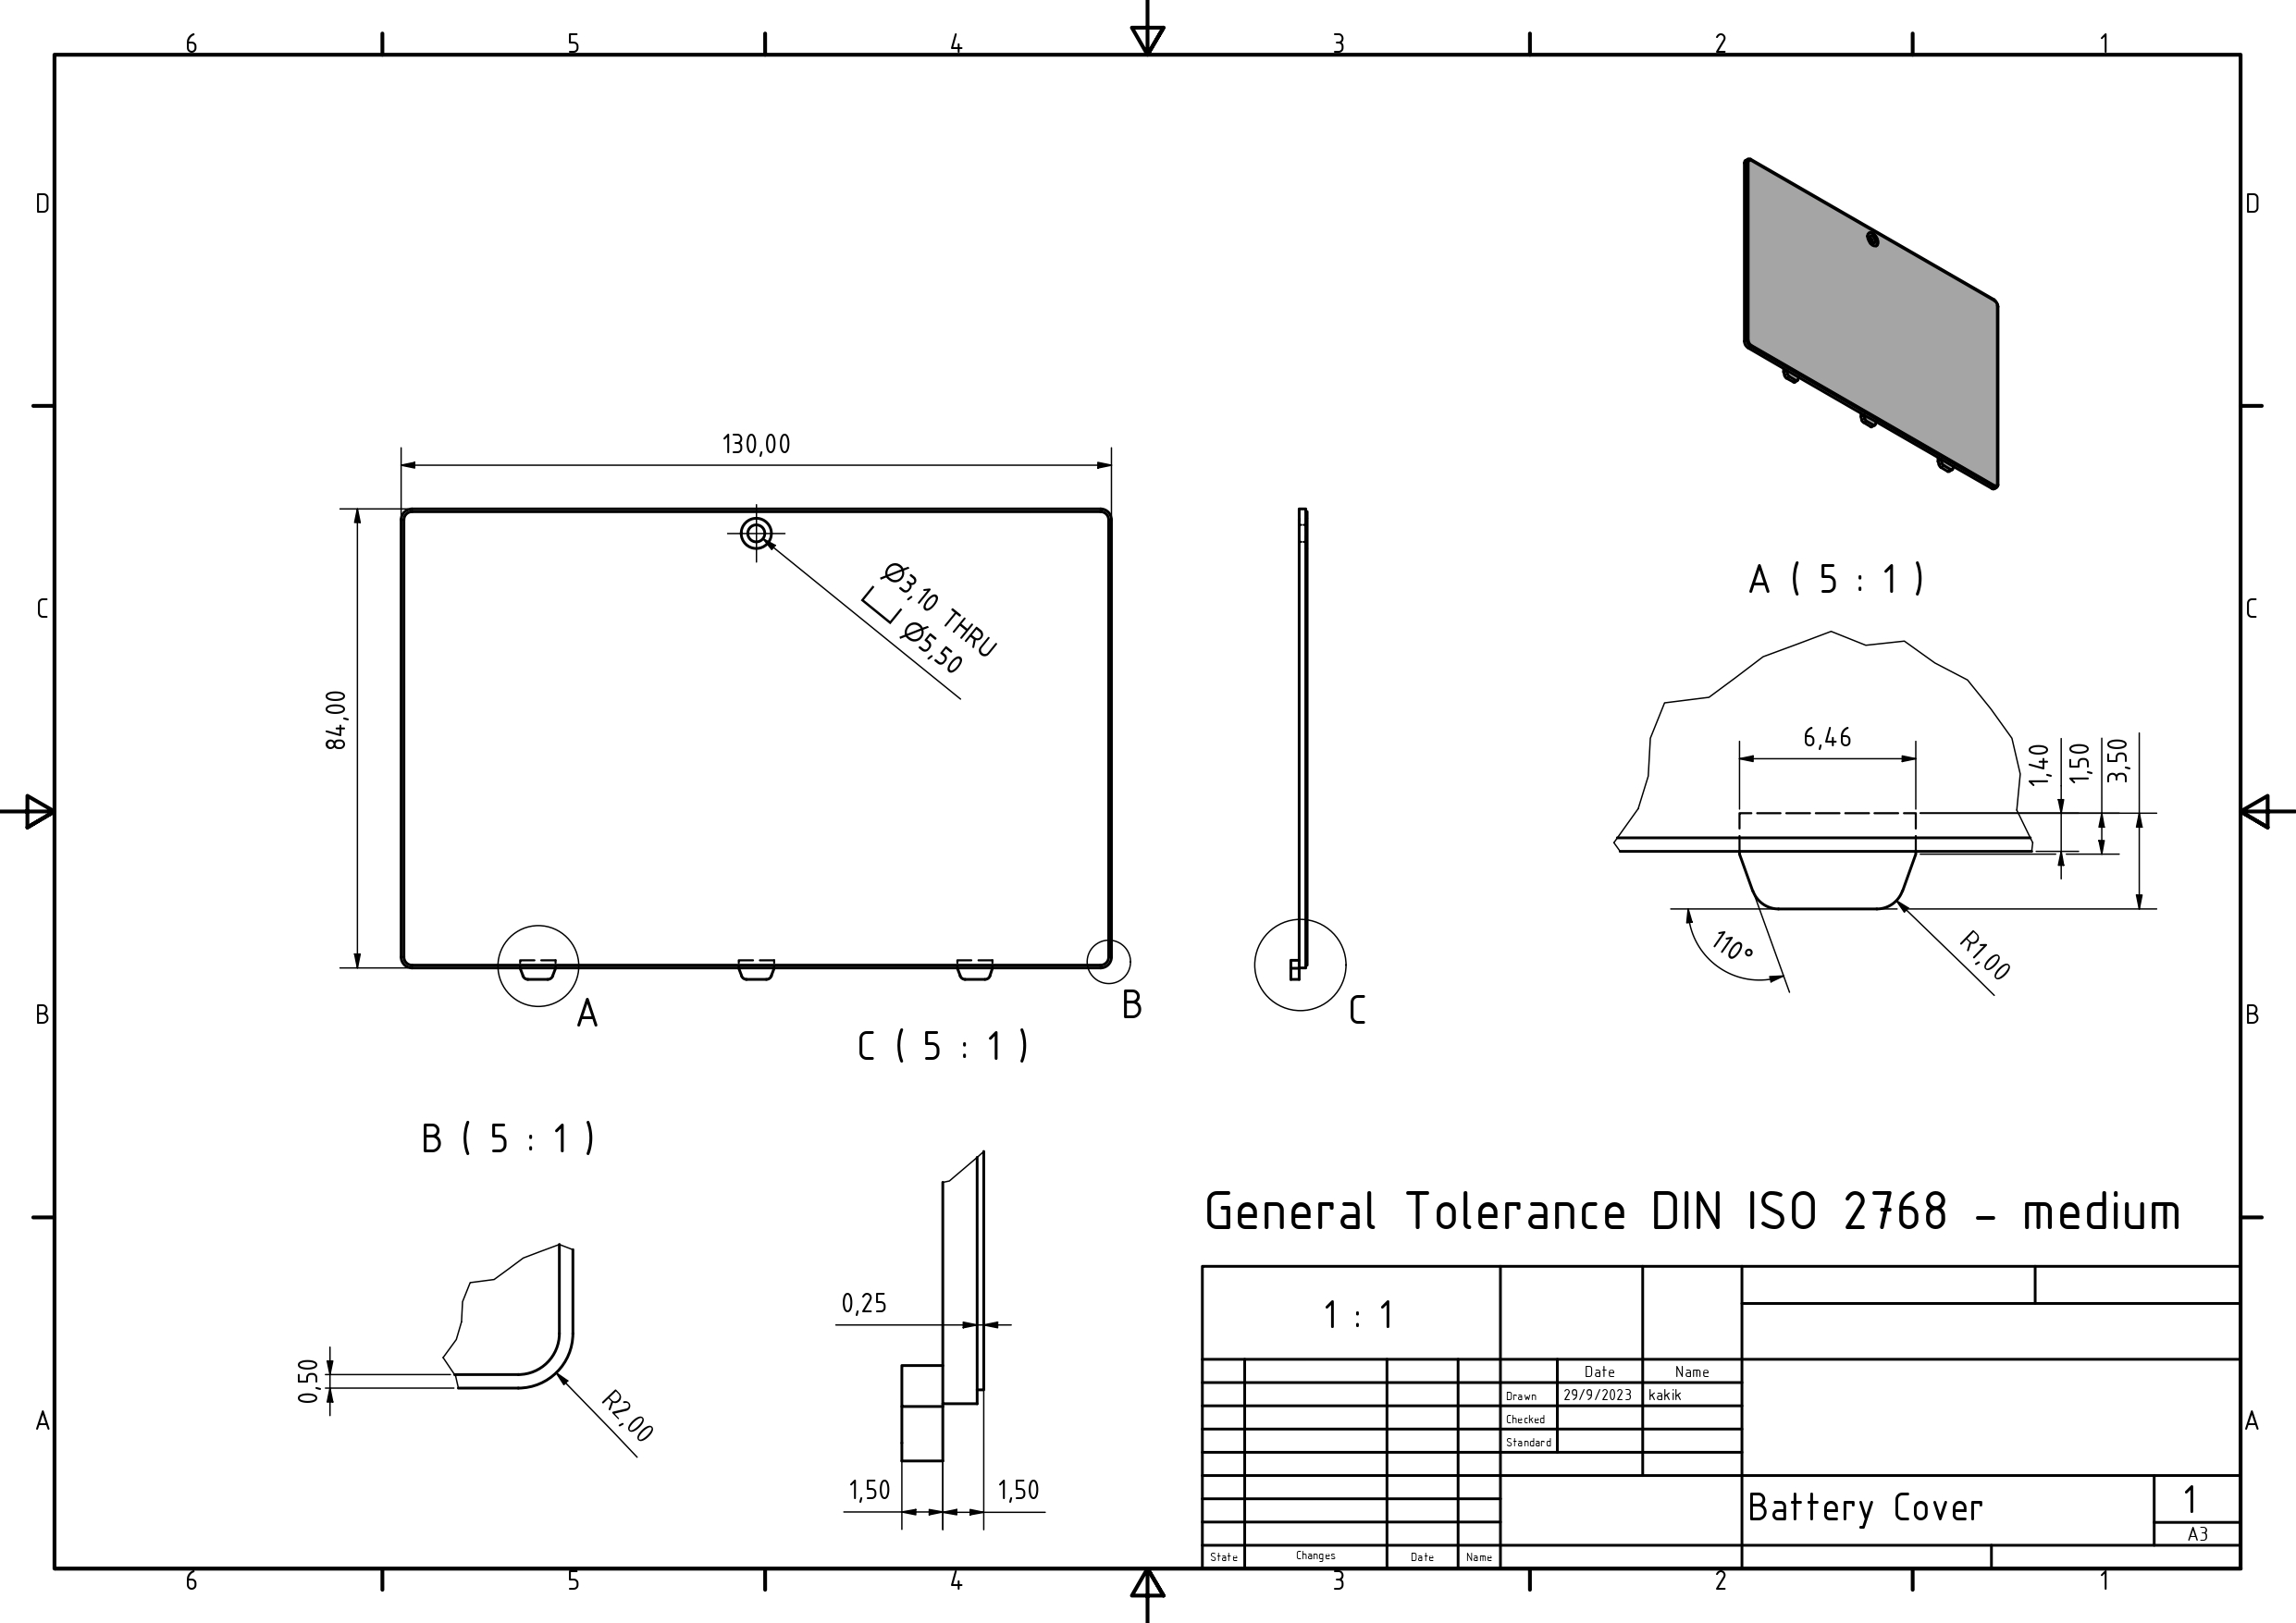 6 5 4 3 2 1
D D
C C
B B
A A
130,00
84,00
Ø3,10 THRU
⌴ Ø5,50
A
B
C
A ( 5 : 1 )
6,46
1,40
1,50
3,50
110°
R1,00
C ( 5 : 1 )
0,25
1,50 1,50
B ( 5 : 1 )
0,50
R2,00
General Tolerance DIN ISO 2768 - medium
1 : 1
Date Name
Drawn 29/9/2023 kakik
Checked
Standard
Battery Cover
1
A3
State Changes Date Name
6 5 4 3 2 1